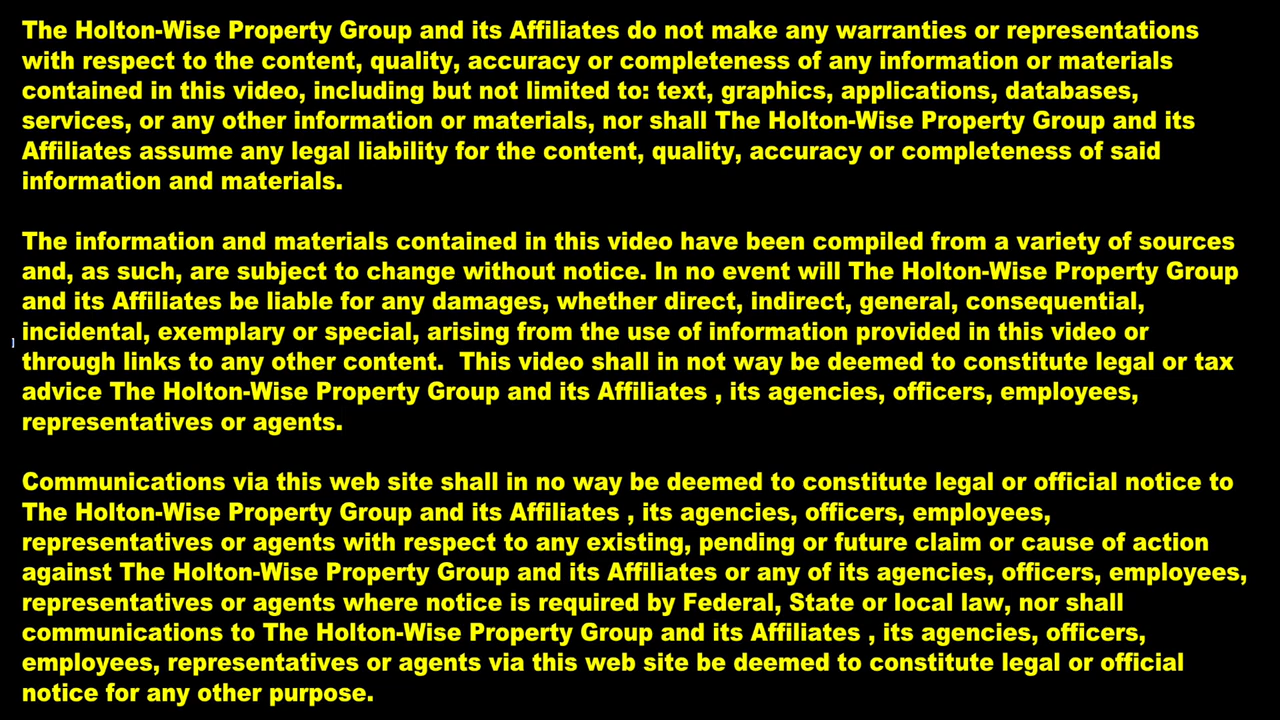 The Holton-Wise Property Group and its Affiliates do not make any warranties or representations
with respect to the content, quality, accuracy or completeness of any information or materials
contained in this video, including but not limited to: text, graphics, applications, databases,
services, or any other information or materials, nor shall The Holton-Wise Property Group and its
Affiliates assume any legal liability for the content, quality, accuracy or completeness of said
information and materials.
The information and materials contained in this video have been compiled from a variety of sources
and, as such, are subject to change without notice. In no event will The Holton-Wise Property Group
and its Affiliates be liable for any damages, whether direct, indirect, general, consequential,
incidental, exemplary or special, arising from the use of information provided in this video or
through links to any other content.  This video shall in not way be deemed to constitute legal or tax
advice The Holton-Wise Property Group and its Affiliates , its agencies, officers, employees,
representatives or agents.
Communications via this web site shall in no way be deemed to constitute legal or official notice to
The Holton-Wise Property Group and its Affiliates , its agencies, officers, employees,
representatives or agents with respect to any existing, pending or future claim or cause of action
against The Holton-Wise Property Group and its Affiliates or any of its agencies, officers, employees,
representatives or agents where notice is required by Federal, State or local law, nor shall
communications to The Holton-Wise Property Group and its Affiliates , its agencies, officers,
employees, representatives or agents via this web site be deemed to constitute legal or official
notice for any other purpose.